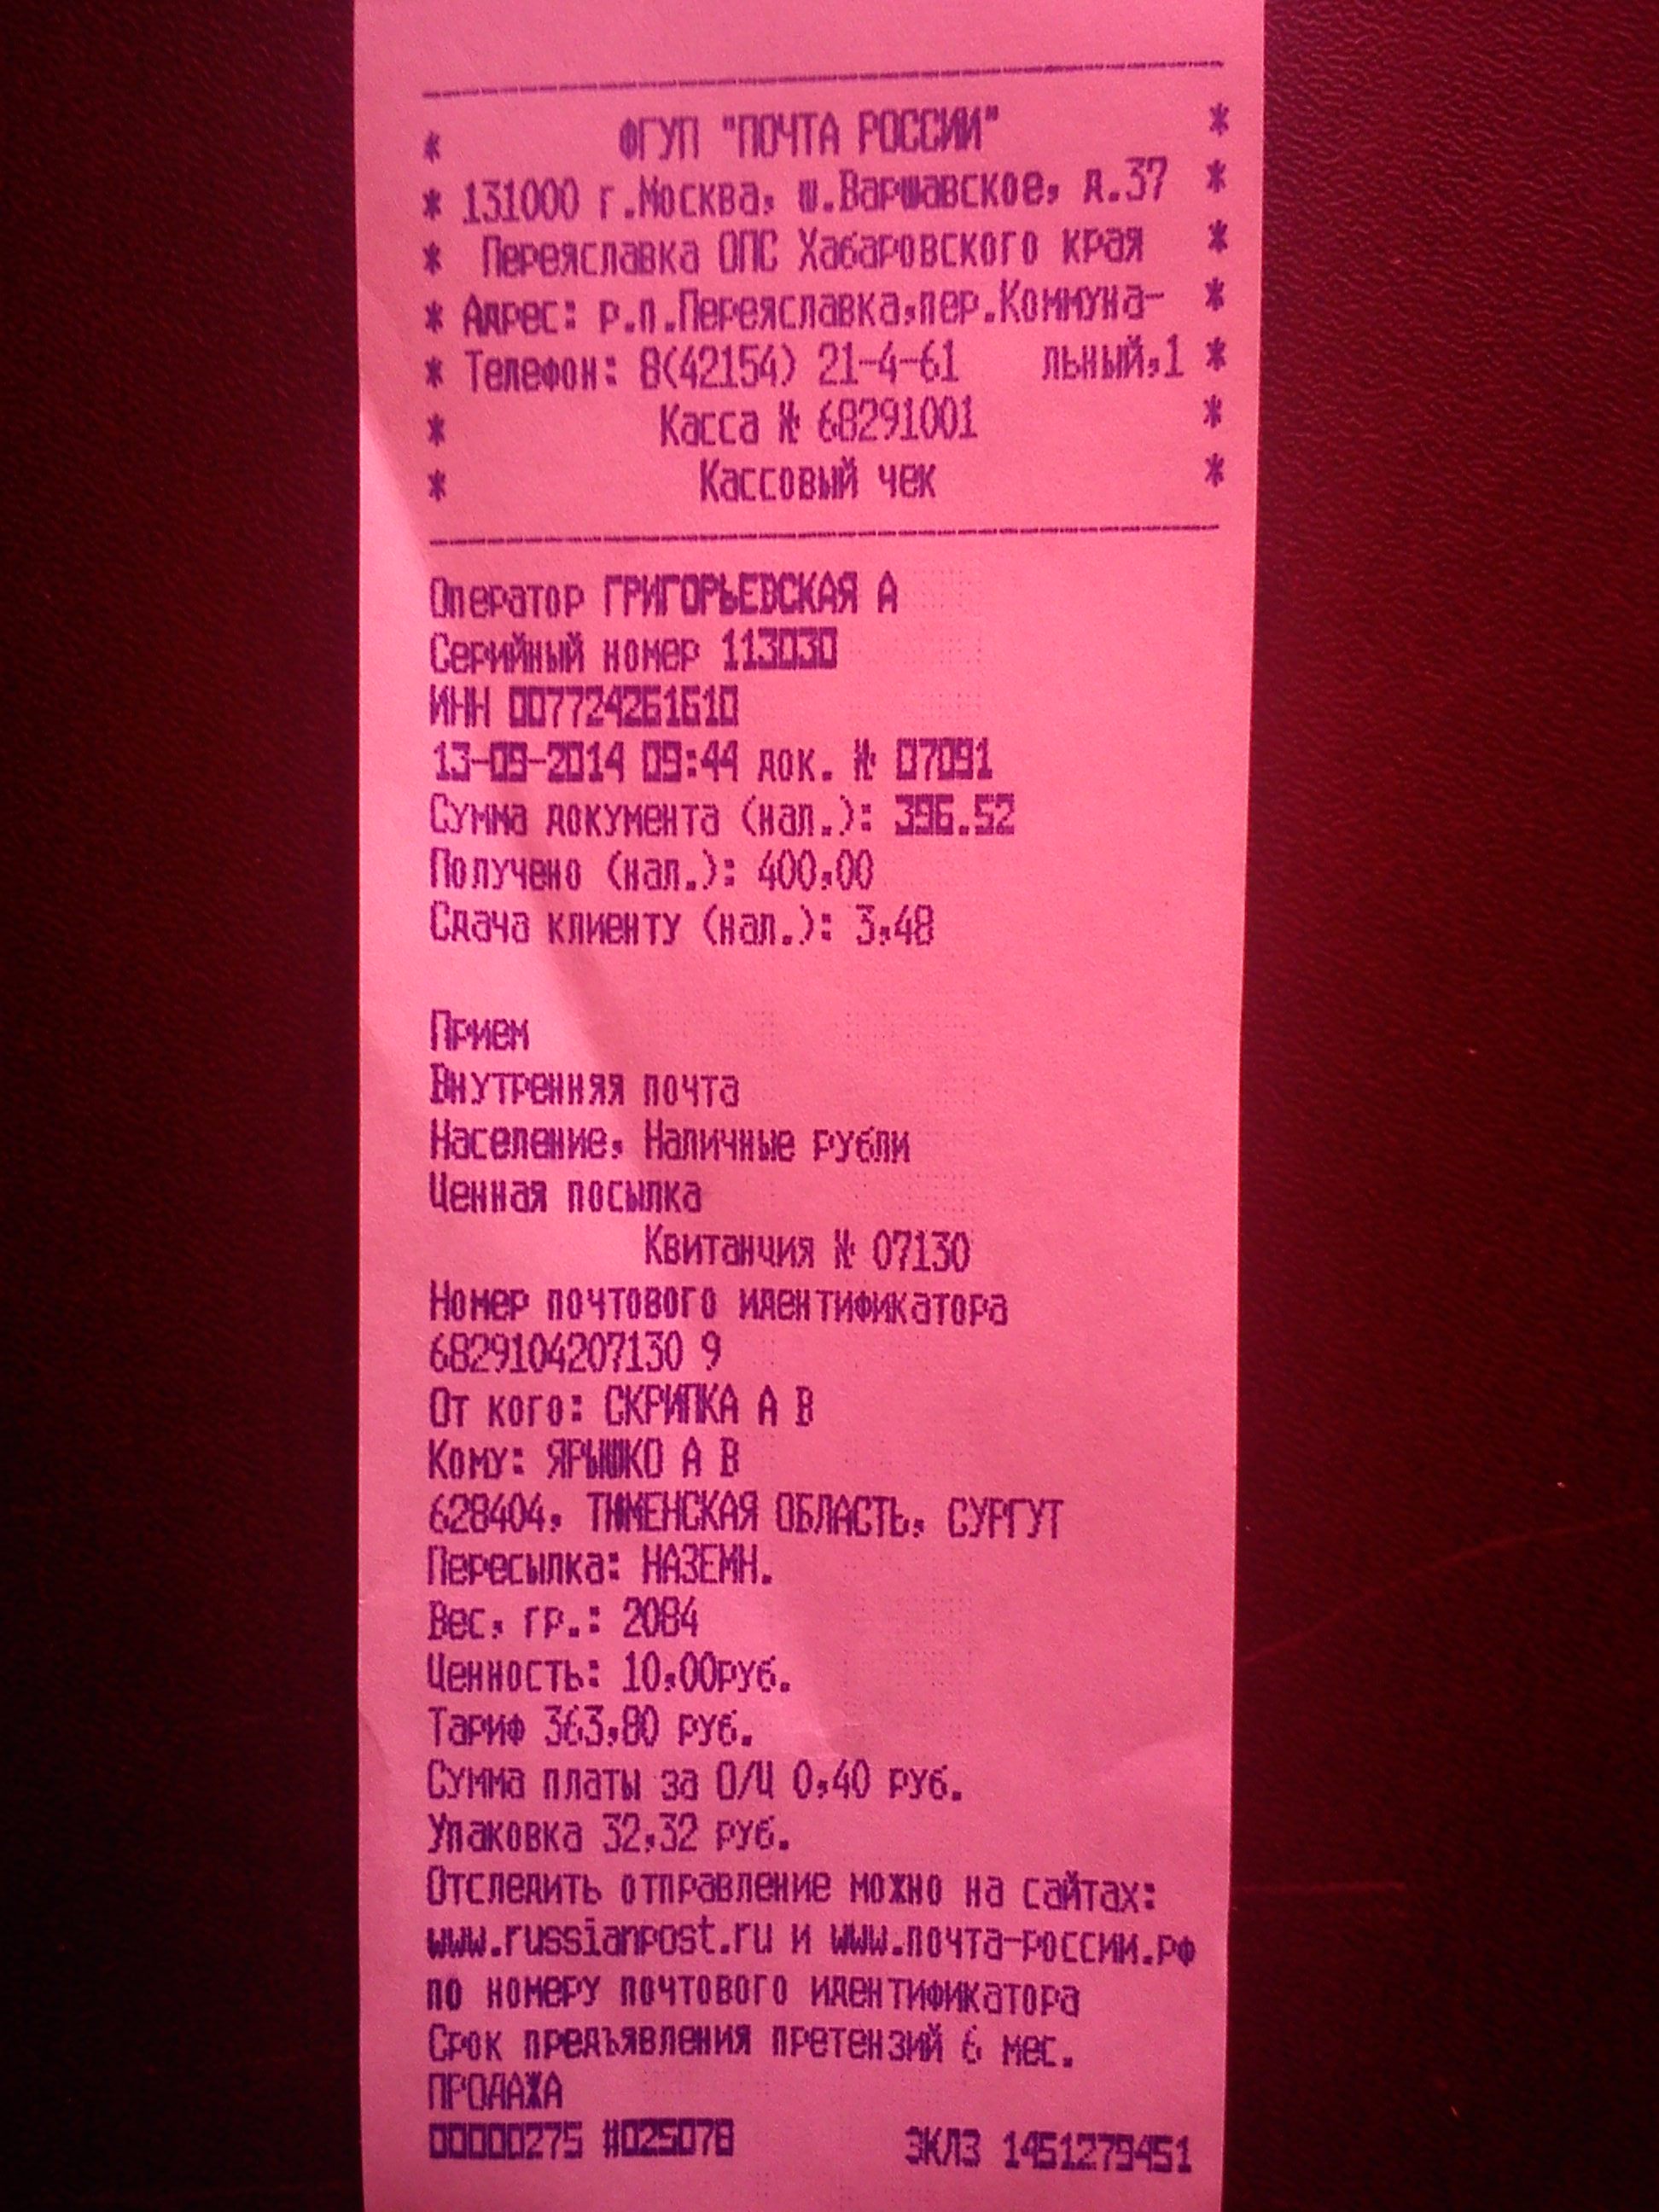 * ФГУП "ПОЧТА РОССИИ" *
* 131000 г.Москва, ш.Варшавское, д.37 *
* Переяславка ОПС Хабаровского края *
* Адрес: р.п.Переяславка,пер.Коммуна- *
* Телефон: 8(42154) 21-4-61 льный,1 *
* Касса № 68291001 *
* Кассовый чек *
Оператор ГРИГОРЬЕВСКАЯ А
Серийный номер 113030
ИНН 007724261610
13-09-2014 09:44 док. № 07091
Сумма документа (нал.): 396.52
Получено (нал.): 400,00
Сдача клиенту (нал.): 3,48
Прием
Внутренняя почта
Население, Наличные рубли
Ценная посылка
Квитанция № 07130
Номер почтового идентификатора
6829104207130 9
От кого: СКРИПКА А В
Кому: ЯРЫШКО А В
628404, ТЮМЕНСКАЯ ОБЛАСТЬ, СУРГУТ
Пересылка: НАЗЕМН.
Вес, гр.: 2084
Ценность: 10,00руб.
Тариф 363,80 руб.
Сумма платы за О/Ц 0,40 руб.
Упаковка 32,32 руб.
Отследить отправление можно на сайтах:
www.russianpost.ru и www.почта-россии.рф
по номеру почтового идентификатора
Срок предъявления претензий 6 мес.
ПРОДАЖА
00000275 #025078 ЭКЛЗ 1451279451